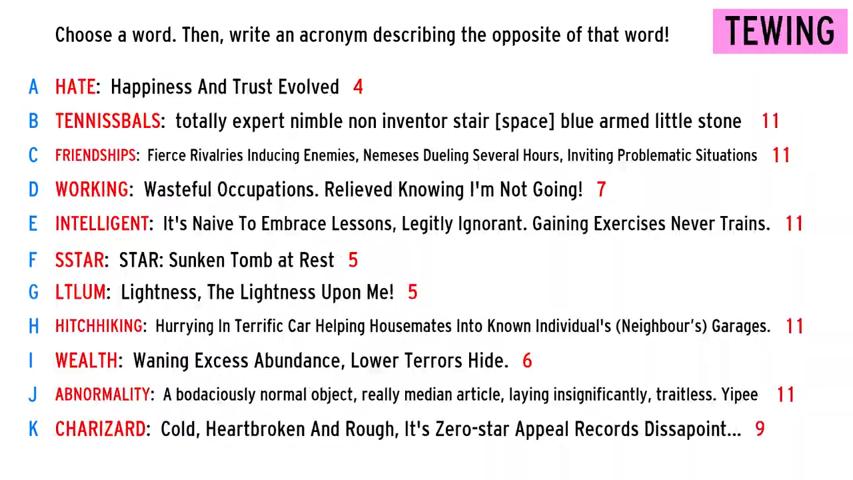 Choose a word. Then, write an acronym describing the opposite of that word! TEWING
A HATE: Happiness And Trust Evolved 4
B TENNISSBALS: totally expert nimble non inventor stair [space] blue armed little stone 11
C FRIENDSHIPS: Fierce Rivalries Inducing Enemies, Nemeses Dueling Several Hours, Inviting Problematic Situations 11
D WORKING: Wasteful Occupations. Relieved Knowing I'm Not Going! 7
E INTELLIGENT: It's Naive To Embrace Lessons, Legitly Ignorant. Gaining Exercises Never Trains. 11
F SSTAR: STAR: Sunken Tomb at Rest 5
G LTLUM: Lightness, The Lightness Upon Me! 5
H HITCHHIKING: Hurrying In Terrific Car Helping Housemates Into Known Individual's (Neighbour's) Garages. 11
I WEALTH: Waning Excess Abundance, Lower Terrors Hide. 6
J ABNORMALITY: A bodaciously normal object, really median article, laying insignificantly, traitless. Yipee 11
K CHARIZARD: Cold, Heartbroken And Rough, It's Zero-star Appeal Records Dissapoint... 9